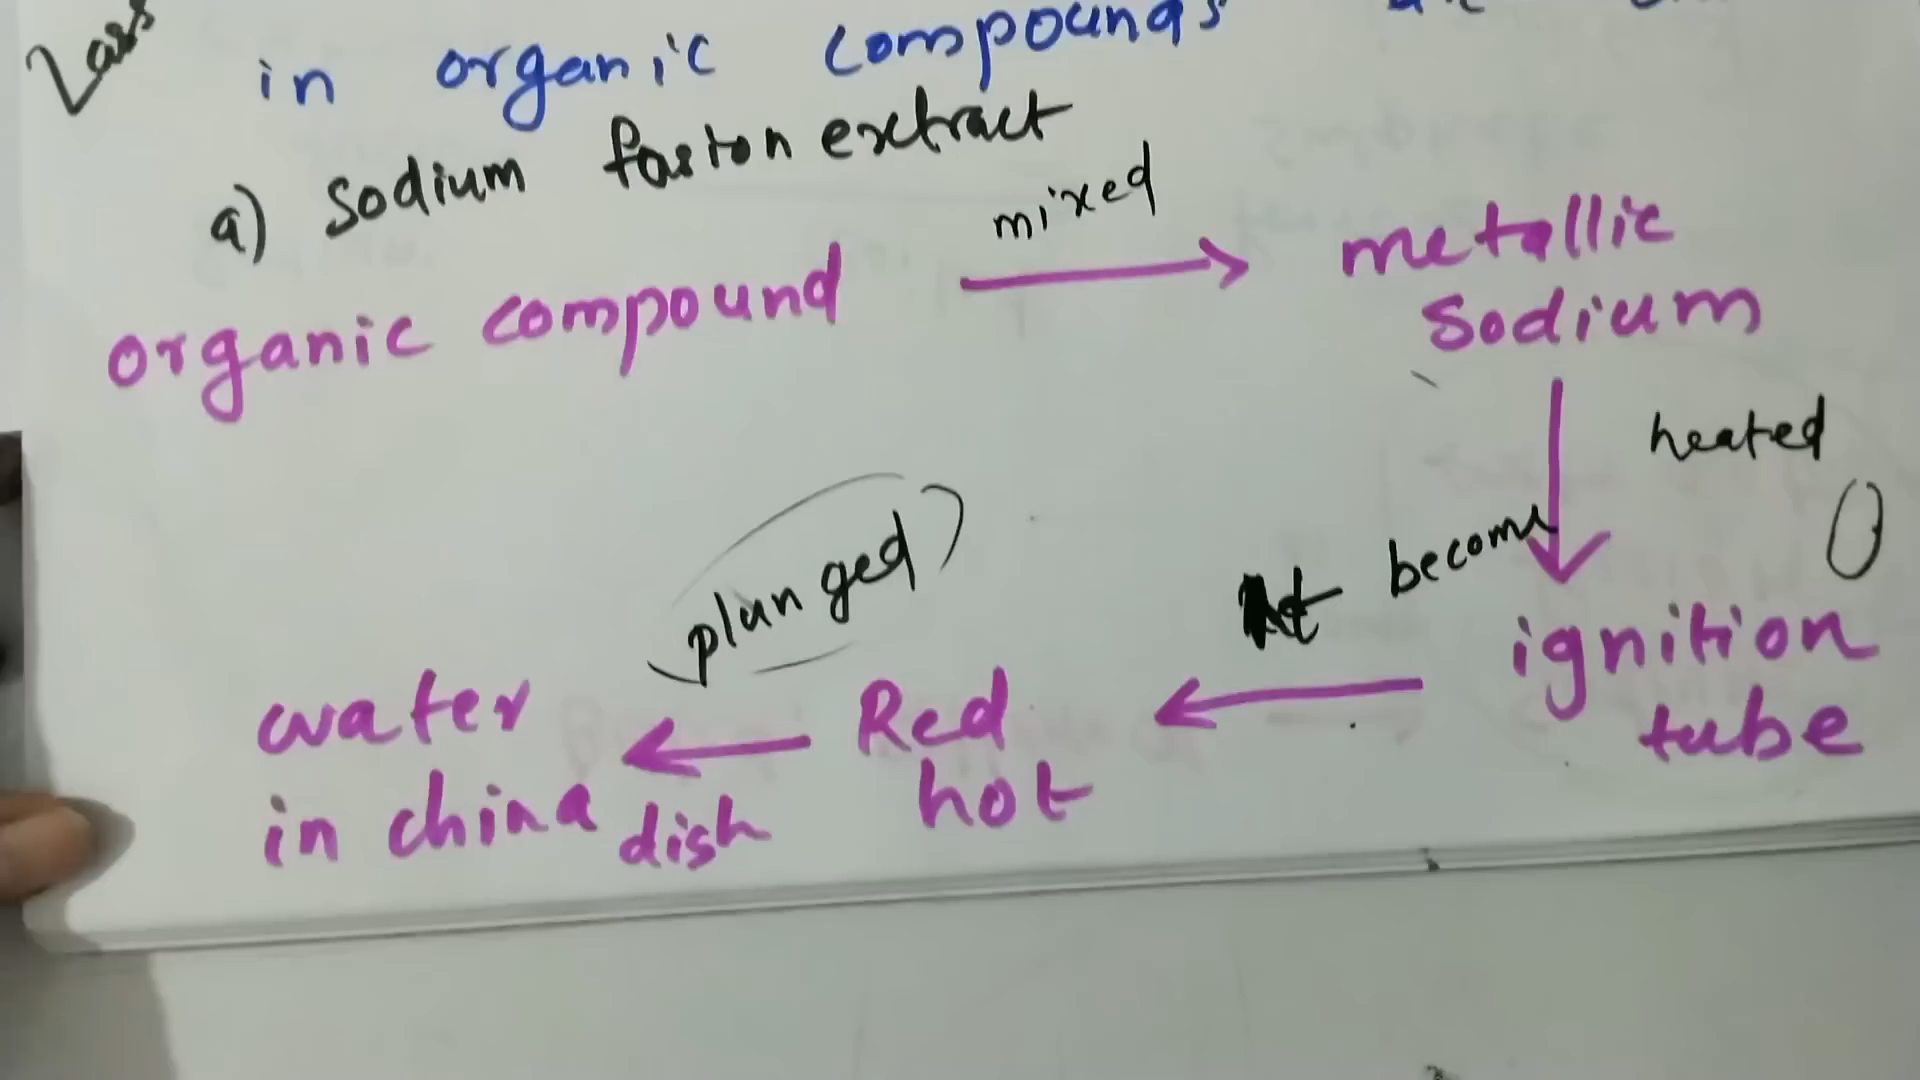 Lass
in organic compounds
a) sodium fusion extract
mixed
organic compound
metallic
sodium
heated
become
plunged
ignition
tube
Red
hot
water
in china dish